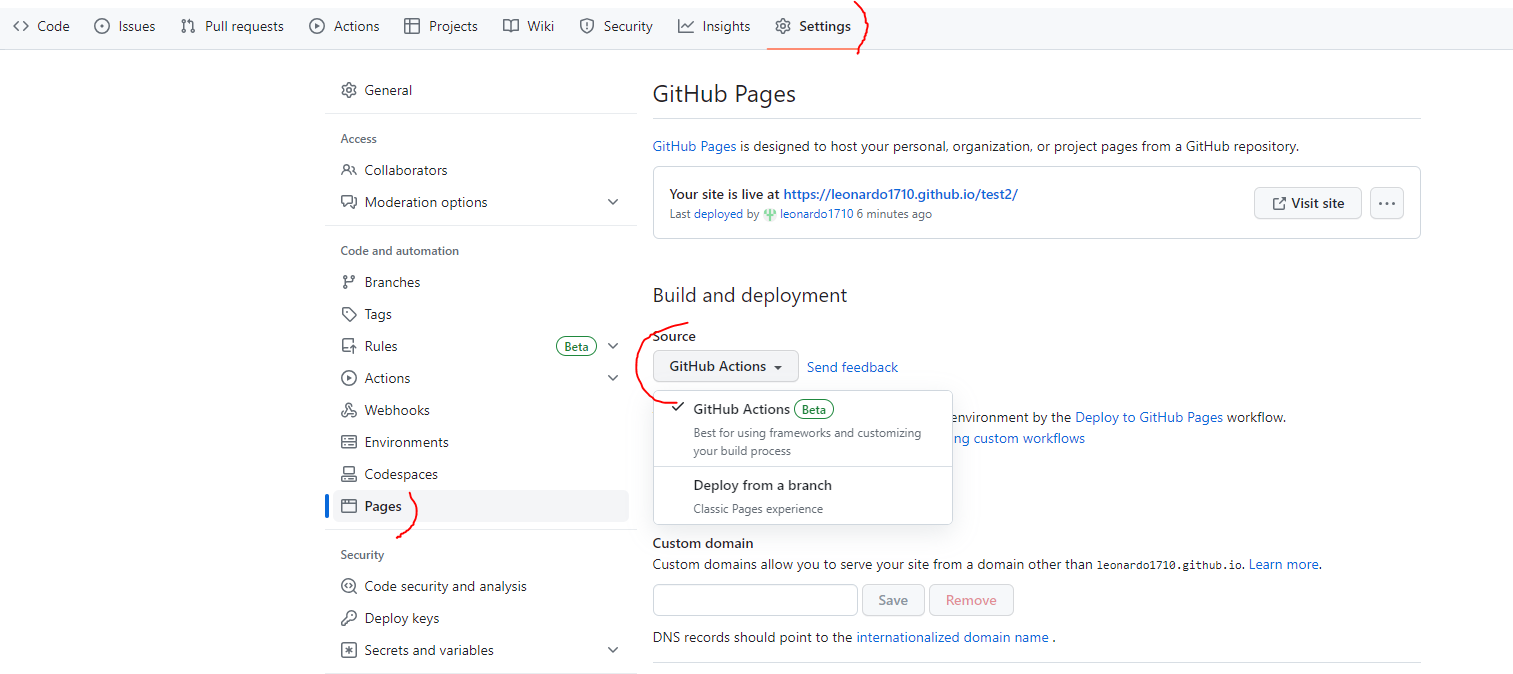 Code Issues Pull requests Actions Projects Wiki Security Insights Settings
General
Access
Collaborators
Moderation options
Code and automation
Branches
Tags
Rules Beta
Actions
Webhooks
Environments
Codespaces
Pages
Security
Code security and analysis
Deploy keys
Secrets and variables
GitHub Pages
GitHub Pages is designed to host your personal, organization, or project pages from a GitHub repository.
Your site is live at https://leonardo1710.github.io/test2/
Last deployed by leonardo1710 6 minutes ago
Visit site
Build and deployment
Source
GitHub Actions Send feedback
GitHub Actions Beta
Best for using frameworks and customizing
your build process
Deploy from a branch
Classic Pages experience
environment by the Deploy to GitHub Pages workflow.
ng custom workflows
Custom domain
Custom domains allow you to serve your site from a domain other than leonardo1710.github.io. Learn more.
Save Remove
DNS records should point to the internationalized domain name .